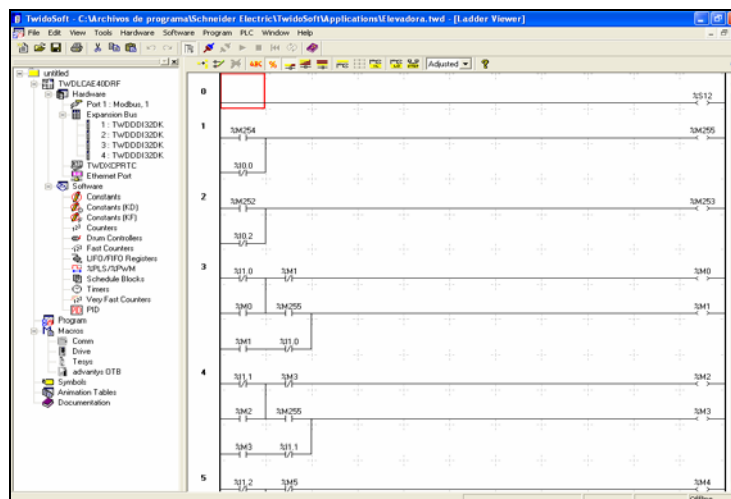 TwidoSoft - C:\Archivos de programa\Schneider Electric\TwidoSoft\Applications\Elevadora.twd - [Ladder Viewer]
File Edit View Tools Hardware Software Program PLC Window Help
Adjusted
untitled
TWDLCAE40DRF
Hardware
Port 1 : Modbus, 1
Expansion Bus
1 : TWDDDI32DK
2 : TWDDDI32DK
3 : TWDDDI32DK
4 : TWDDDI32DK
TWDXCPRTC
Ethernet Port
Software
Constants
Constants (KD)
Constants (KF)
Counters
Drum Controllers
Fast Counters
LIFO/FIFO Registers
%PLS/%PWM
Schedule Blocks
Timers
Very Fast Counters
PID
Program
Macros
Comm
Drive
Tesys
advantys OTB
Symbols
Animation Tables
Documentation
0
%S12
1
%M254 %M255
%I0.0
2
%M252 %M253
%I0.2
3
%I1.0 %M1 %M0
%M0 %M255 %M1
%M1 %I1.0
4
%I1.1 %M3 %M2
%M2 %M255 %M3
%M3 %I1.1
5
%I1.2 %M5 %M4